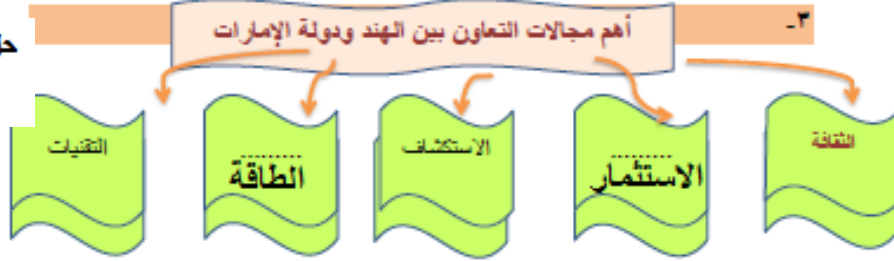 ٣-
أهم مجالات التعاون بين الهند ودولة الإمارات
الثقافة
.........
الاستثمار
الاستكشاف
.........
الطاقة
التقنيات